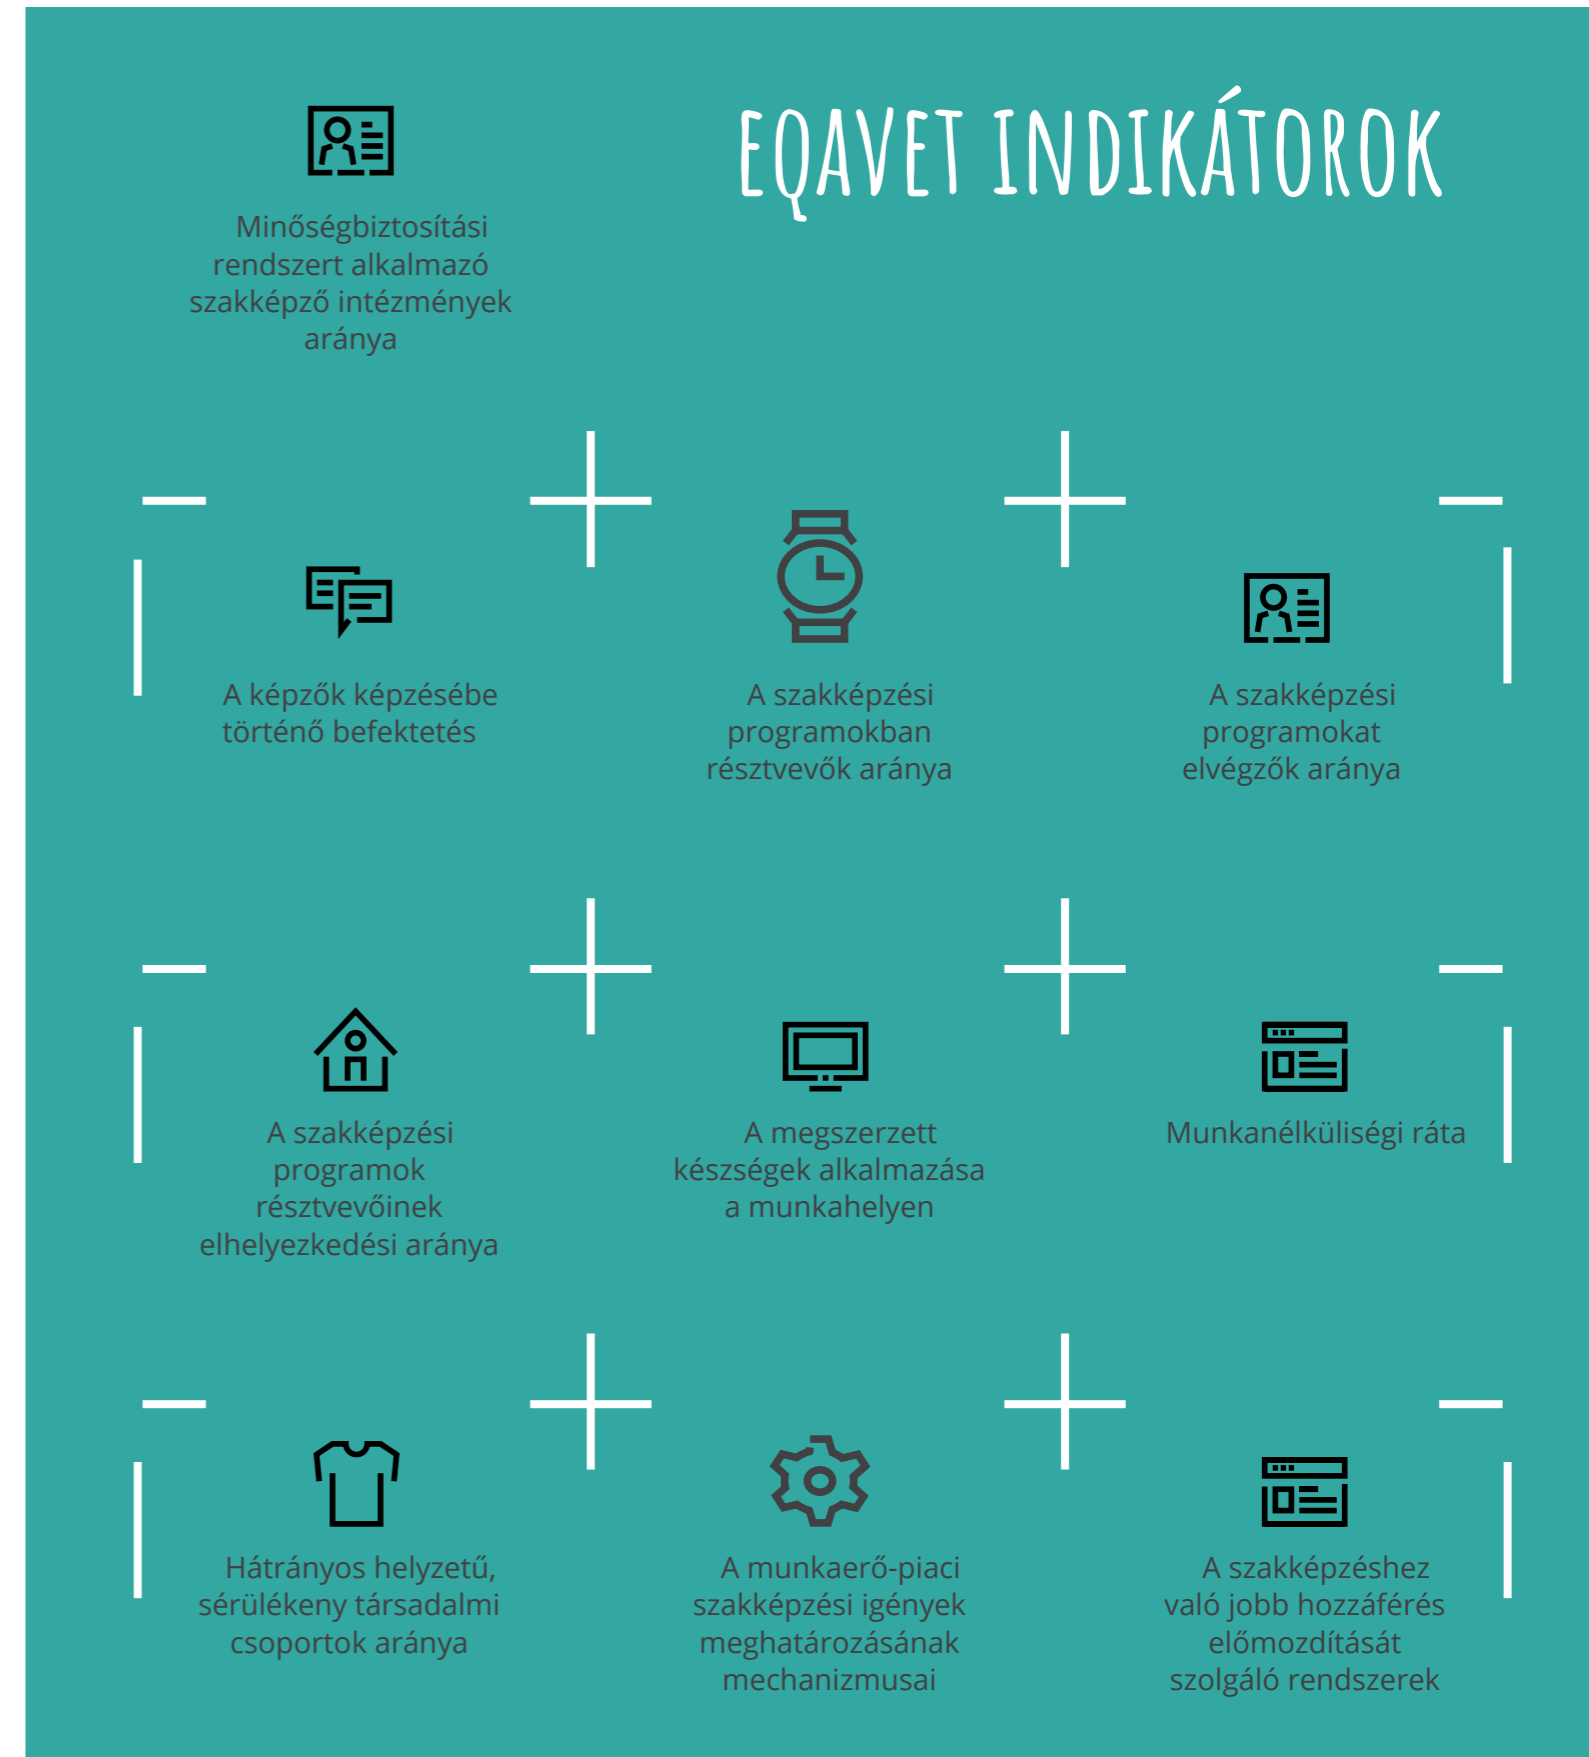 EQAVET INDIKÁTOROK
Minőségbiztosítási
rendszert alkalmazó
szakképző intézmények
aránya
A képzők képzésébe
történő befektetés
A szakképzési
programokban
résztvevők aránya
A szakképzési
programokat
elvégzők aránya
A szakképzési
programok
résztvevőinek
elhelyezkedési aránya
A megszerzett
készségek alkalmazása
a munkahelyen
Munkanélküliségi ráta
Hátrányos helyzetű,
sérülékeny társadalmi
csoportok aránya
A munkaerő-piaci
szakképzési igények
meghatározásának
mechanizmusai
A szakképzéshez
való jobb hozzáférés
előmozdítását
szolgáló rendszerek